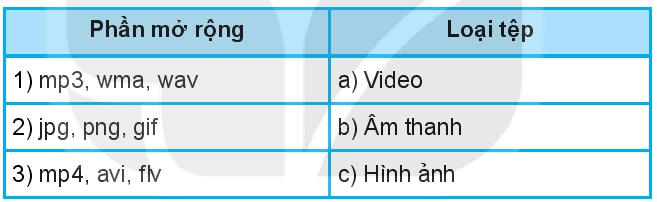 Phần mở rộng
Loại tệp
1) mp3, wma, wav
a) Video
2) jpg, png, gif
b) Âm thanh
3) mp4, avi, flv
c) Hình ảnh